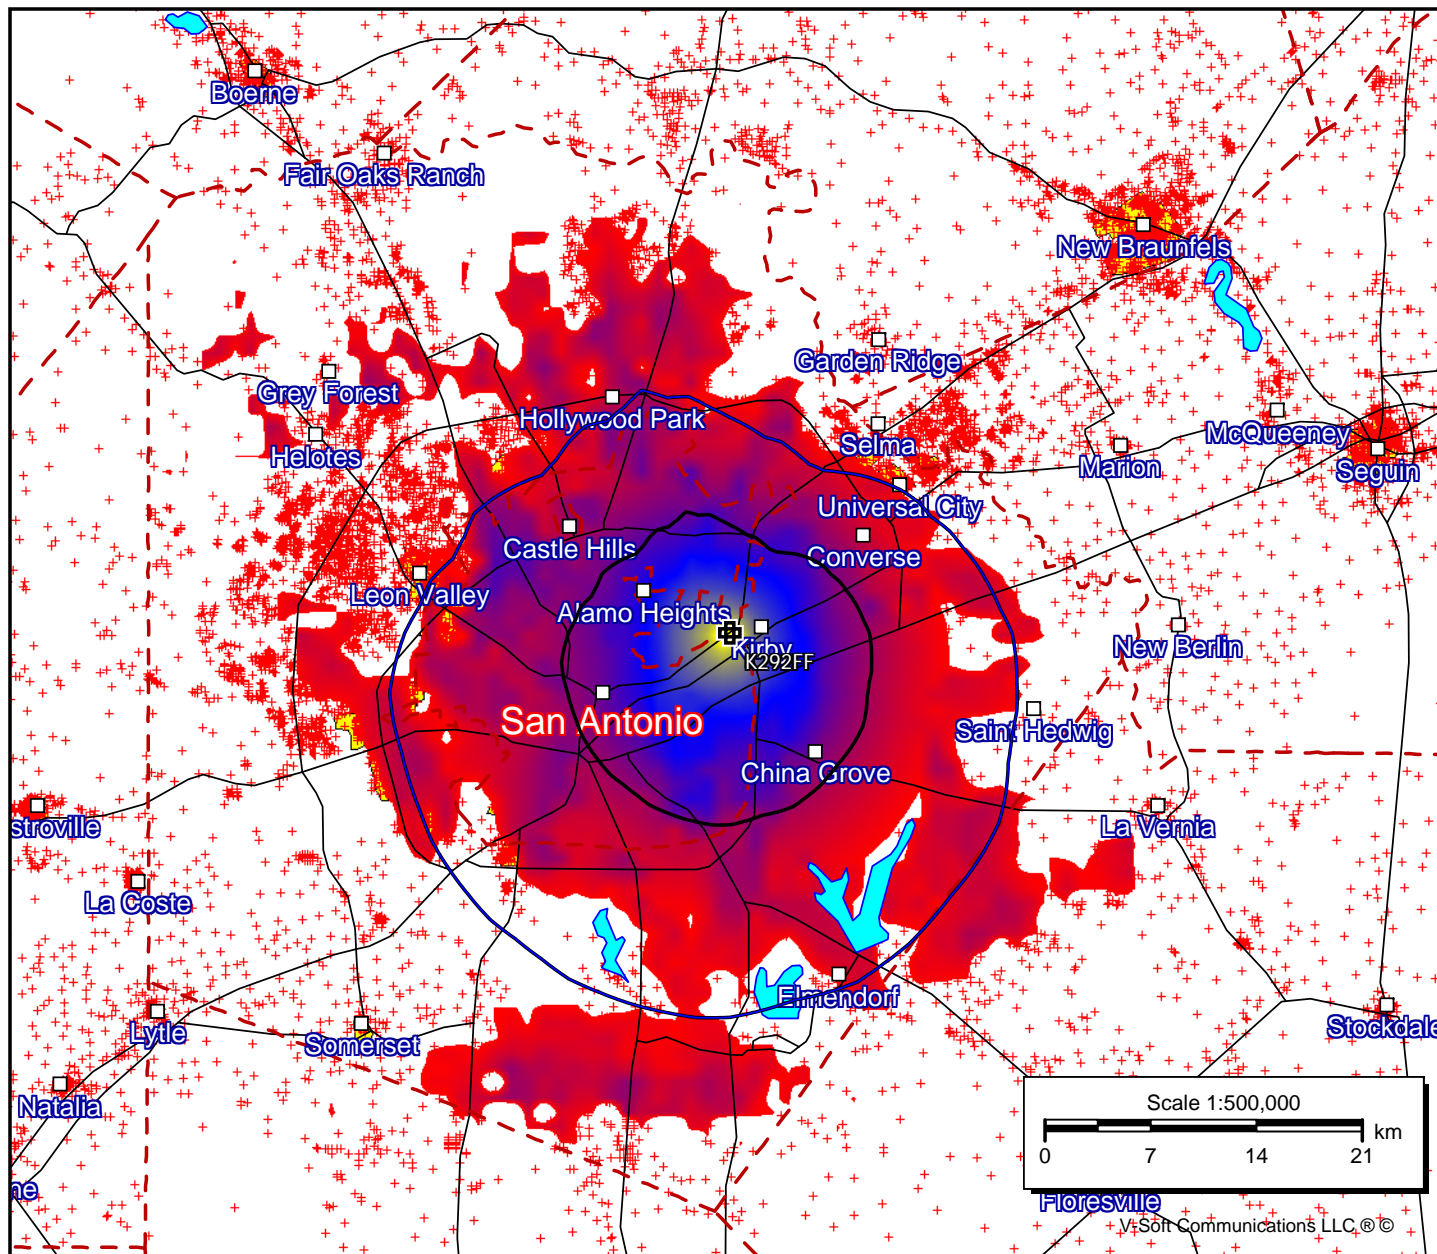 Boerne
Fair Oaks Ranch
New Braunfels
Garden Ridge
Grey Forest
Hollywood Park
Selma
McQueeney
Helotes
Marion
Seguin
Universal City
Castle Hills
Converse
Leon Valley
Alamo Heights
Kirby
K292FF
New Berlin
San Antonio
Saint Hedwig
China Grove
stroville
La Vernia
La Coste
Elmendorf
Lytle
Somerset
Stockdale
Natalia
Scale 1:500,000
km
0 7 14 21
ne
Floresville
V-Soft Communications LLC ® ©